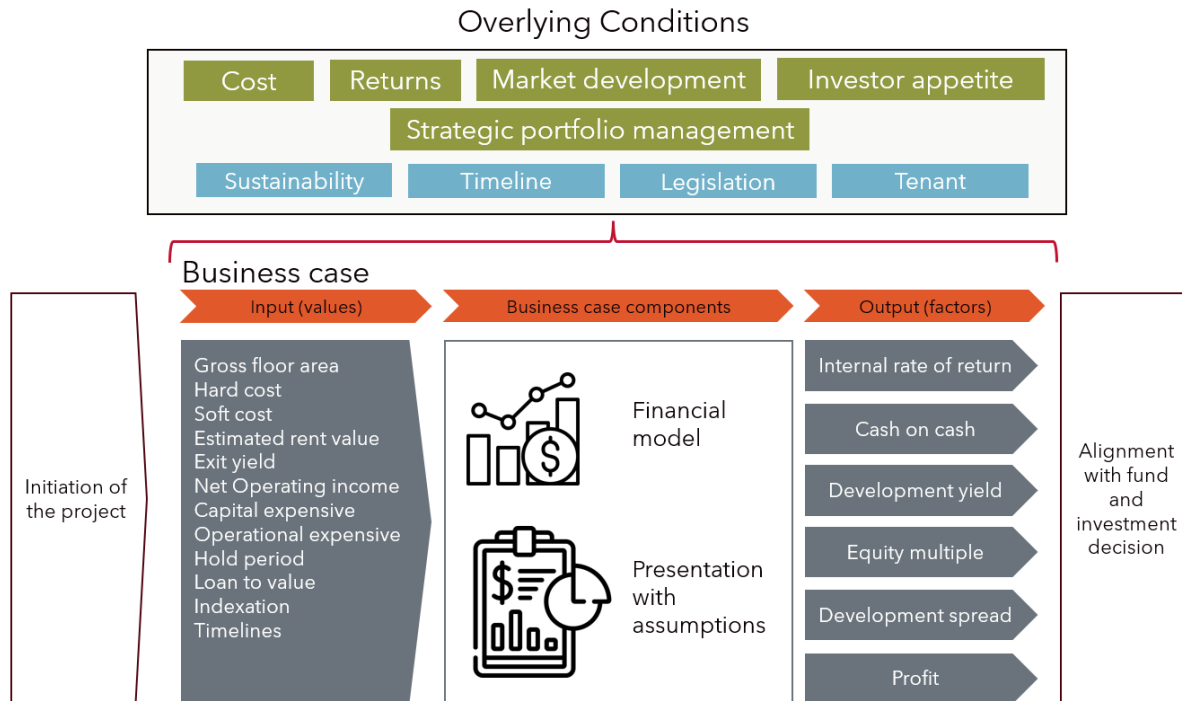 Overlying Conditions
Cost
Returns
Market development
Investor appetite
Strategic portfolio management
Sustainability
Timeline
Legislation
Tenant
Business case
Input (values)
Business case components
Output (factors)
Initiation of
the project
Gross floor area
Hard cost
Soft cost
Estimated rent value
Exit yield
Net Operating income
Capital expensive
Operational expensive
Hold period
Loan to value
Indexation
Timelines
$
Financial
model
$
Presentation
with
assumptions
Internal rate of return
Cash on cash
Development yield
Equity multiple
Development spread
Profit
Alignment
with fund
and
investment
decision